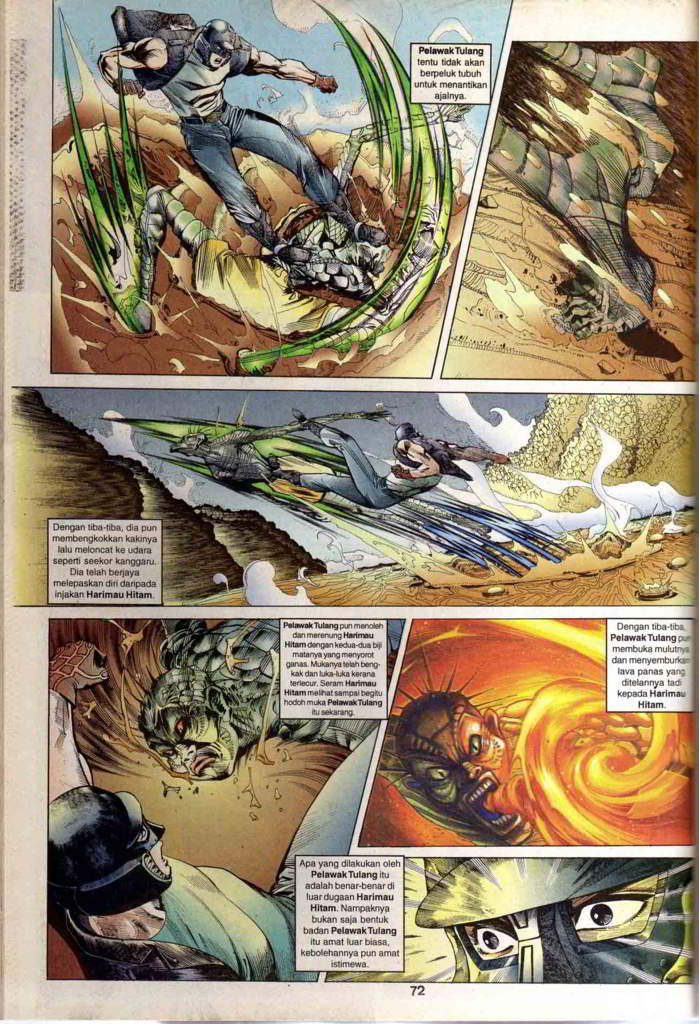 Pelawak Tulang
tentu tidak akan
berpeluk tubuh
untuk menantikan
ajalnya.
Dengan tiba-tiba, dia pun
membengkokkan kakinya
lalu meloncat ke udara
seperti seekor kanggaru.
Dia telah berjaya
melepaskan diri daripada
injakan Harimau Hitam.
Pelawak Tulang pun menoleh
dan merenung Harimau
Hitam dengan kedua-dua biji
matanya yang menyorot
ganas. Mukanya telah beng-
kak dan luka-luka kerana
terlecur. Seram Harimau
Hitam melihat sampai begitu
hodoh muka Pelawak Tulang
itu sekarang.
Dengan tiba-tiba,
Pelawak Tulang pun
membuka mulutnya
dan menyemburkan
lava panas yang
ditelannya tadi
kepada Harimau
Hitam.
Apa yang dilakukan oleh
Pelawak Tulang itu
adalah benar-benar di
luar dugaan Harimau
Hitam. Nampaknya
bukan saja bentuk
badan Pelawak Tulang
itu amat luar biasa,
kebolehannya pun amat
istimewa.
72